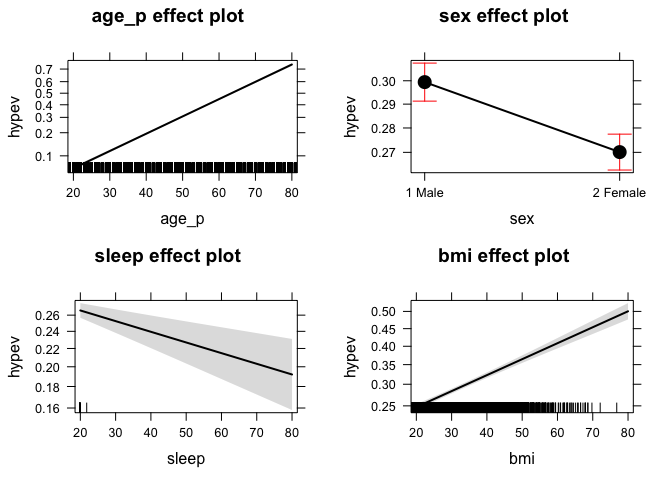 age_p effect plot
hypev
0.7
0.6
0.5
0.4
0.3
0.2
0.1
20 30 40 50 60 70 80
age_p
sex effect plot
hypev
0.30
0.29
0.28
0.27
1 Male 2 Female
sex
sleep effect plot
hypev
0.26
0.24
0.22
0.20
0.18
0.16
20 30 40 50 60 70 80
sleep
bmi effect plot
hypev
0.50
0.45
0.40
0.35
0.30
0.25
20 30 40 50 60 70 80
bmi